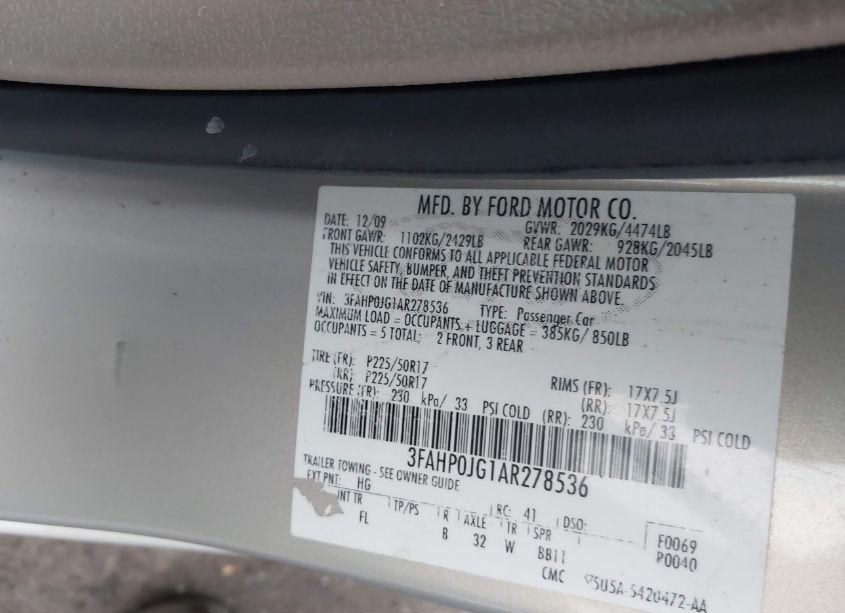 MFD. BY FORD MOTOR CO.
DATE: 12/09 GVWR: 2029KG/4474LB
FRONT GAWR: 1102KG/2429LB REAR GAWR: 928KG/2045LB
THIS VEHICLE CONFORMS TO ALL APPLICABLE FEDERAL MOTOR
VEHICLE SAFETY, BUMPER, AND THEFT PREVENTION STANDARDS
IN EFFECT ON THE DATE OF MANUFACTURE SHOWN ABOVE.
VIN: 3FAHP0JG1AR278536 TYPE: Passenger Car
MAXIMUM LOAD = OCCUPANTS + LUGGAGE = 385KG/ 850LB
OCCUPANTS = 5 TOTAL; 2 FRONT, 3 REAR
TIRE (FR): P225/50R17 RIMS (FR): 17X7.5J
(RR): P225/50R17 (RR): 17X7.5J
PRESSURE (FR): 230 kPa/ 33 PSI COLD (RR): 230 kPa/ 33 PSI COLD
3FAHP0JG1AR278536
TRAILER TOWING - SEE OWNER GUIDE
EXT PNT: HG RC: 41 DSO: F0069
INT TR TP/PS R AXLE TR SPR P0040
FL B 32 W BB11
CMC 5U5A-5420472-AA